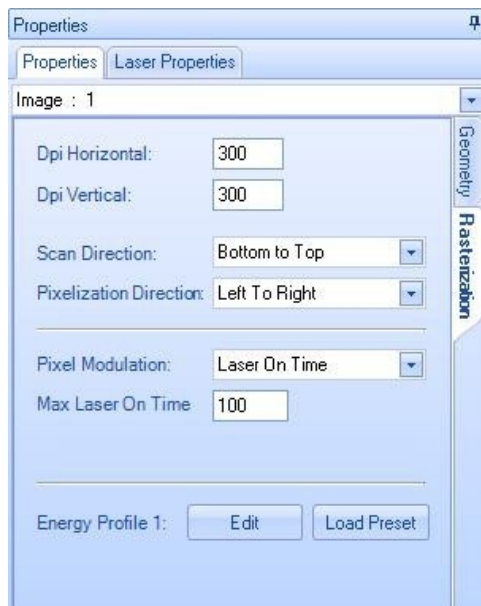 Properties
Properties Laser Properties
Image : 1
Dpi Horizontal: 300
Dpi Vertical: 300
Scan Direction: Bottom to Top
Pixelization Direction: Left To Right
Pixel Modulation: Laser On Time
Max Laser On Time 100
Energy Profile 1: Edit Load Preset
Geometry
Rasterization